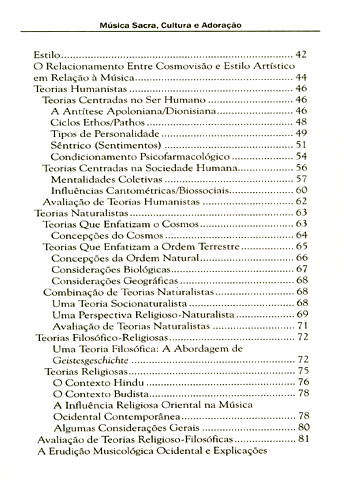 Música Sacra, Cultura e Adoração
Estilo................................................................ 42
O Relacionamento Entre Cosmovisão e Estilo Artístico
em Relação à Música........................................ 44
Teorias Humanistas .......................................... 46
Teorias Centradas no Ser Humano ..................... 46
A Antítese Apoloniana/Dionisiana.................... 46
Ciclos Ethos/Pathos...................................... 48
Tipos de Personalidade ................................. 49
Sêntrico (Sentimentos) ................................. 51
Condicionamento Psicofarmacológico ............... 54
Teorias Centradas na Sociedade Humana.............. 56
Mentalidades Coletivas ................................. 57
Influências Cantométricas/Biossociais................ 60
Avaliação de Teorias Humanistas ....................... 62
Teorias Naturalistas .......................................... 63
Teorias Que Enfatizam o Cosmos........................ 63
Concepções do Cosmos ................................. 64
Teorias Que Enfatizam a Ordem Terrestre ............. 65
Concepções da Ordem Natural........................ 66
Considerações Biológicas ............................... 67
Considerações Geográficas ............................. 68
Combinação de Teorias Naturalistas .................... 68
Uma Teoria Socionaturalista ........................... 68
Uma Perspectiva Religioso-Naturalista ............... 69
Avaliação de Teorias Naturalistas ..................... 71
Teorias Filosófico-Religiosas................................ 72
Uma Teoria Filosófica: A Abordagem de
Geistesgeschichte ........................................ 72
Teorias Religiosas............................................ 75
O Contexto Hindu ....................................... 76
O Contexto Budista...................................... 78
A Influência Religiosa Oriental na Música
Ocidental Contemporânea.............................. 78
Algumas Considerações Gerais ....................... 80
Avaliação de Teorias Religioso-Filosóficas................ 81
A Erudição Musicológica Ocidental e Explicações